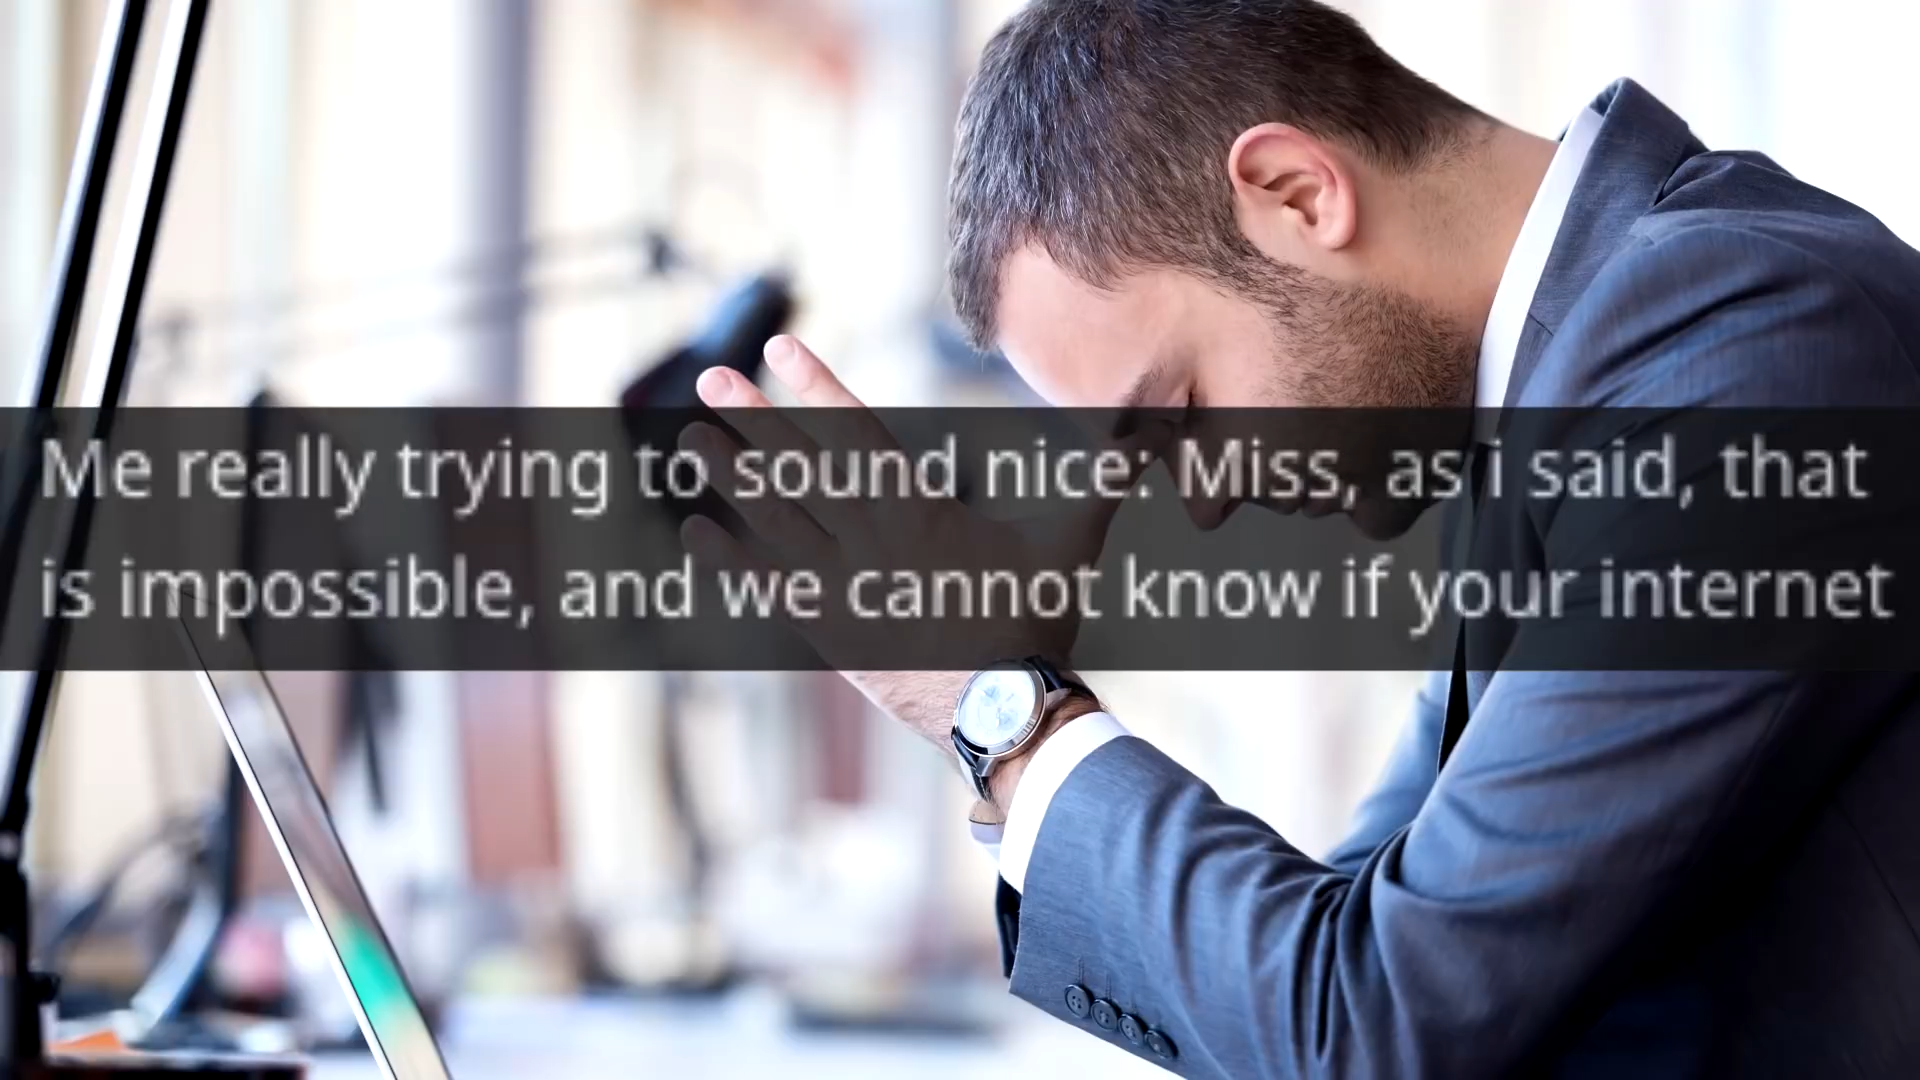 Me really trying to sound nice: Miss, as i said, that
is impossible, and we cannot know if your internet